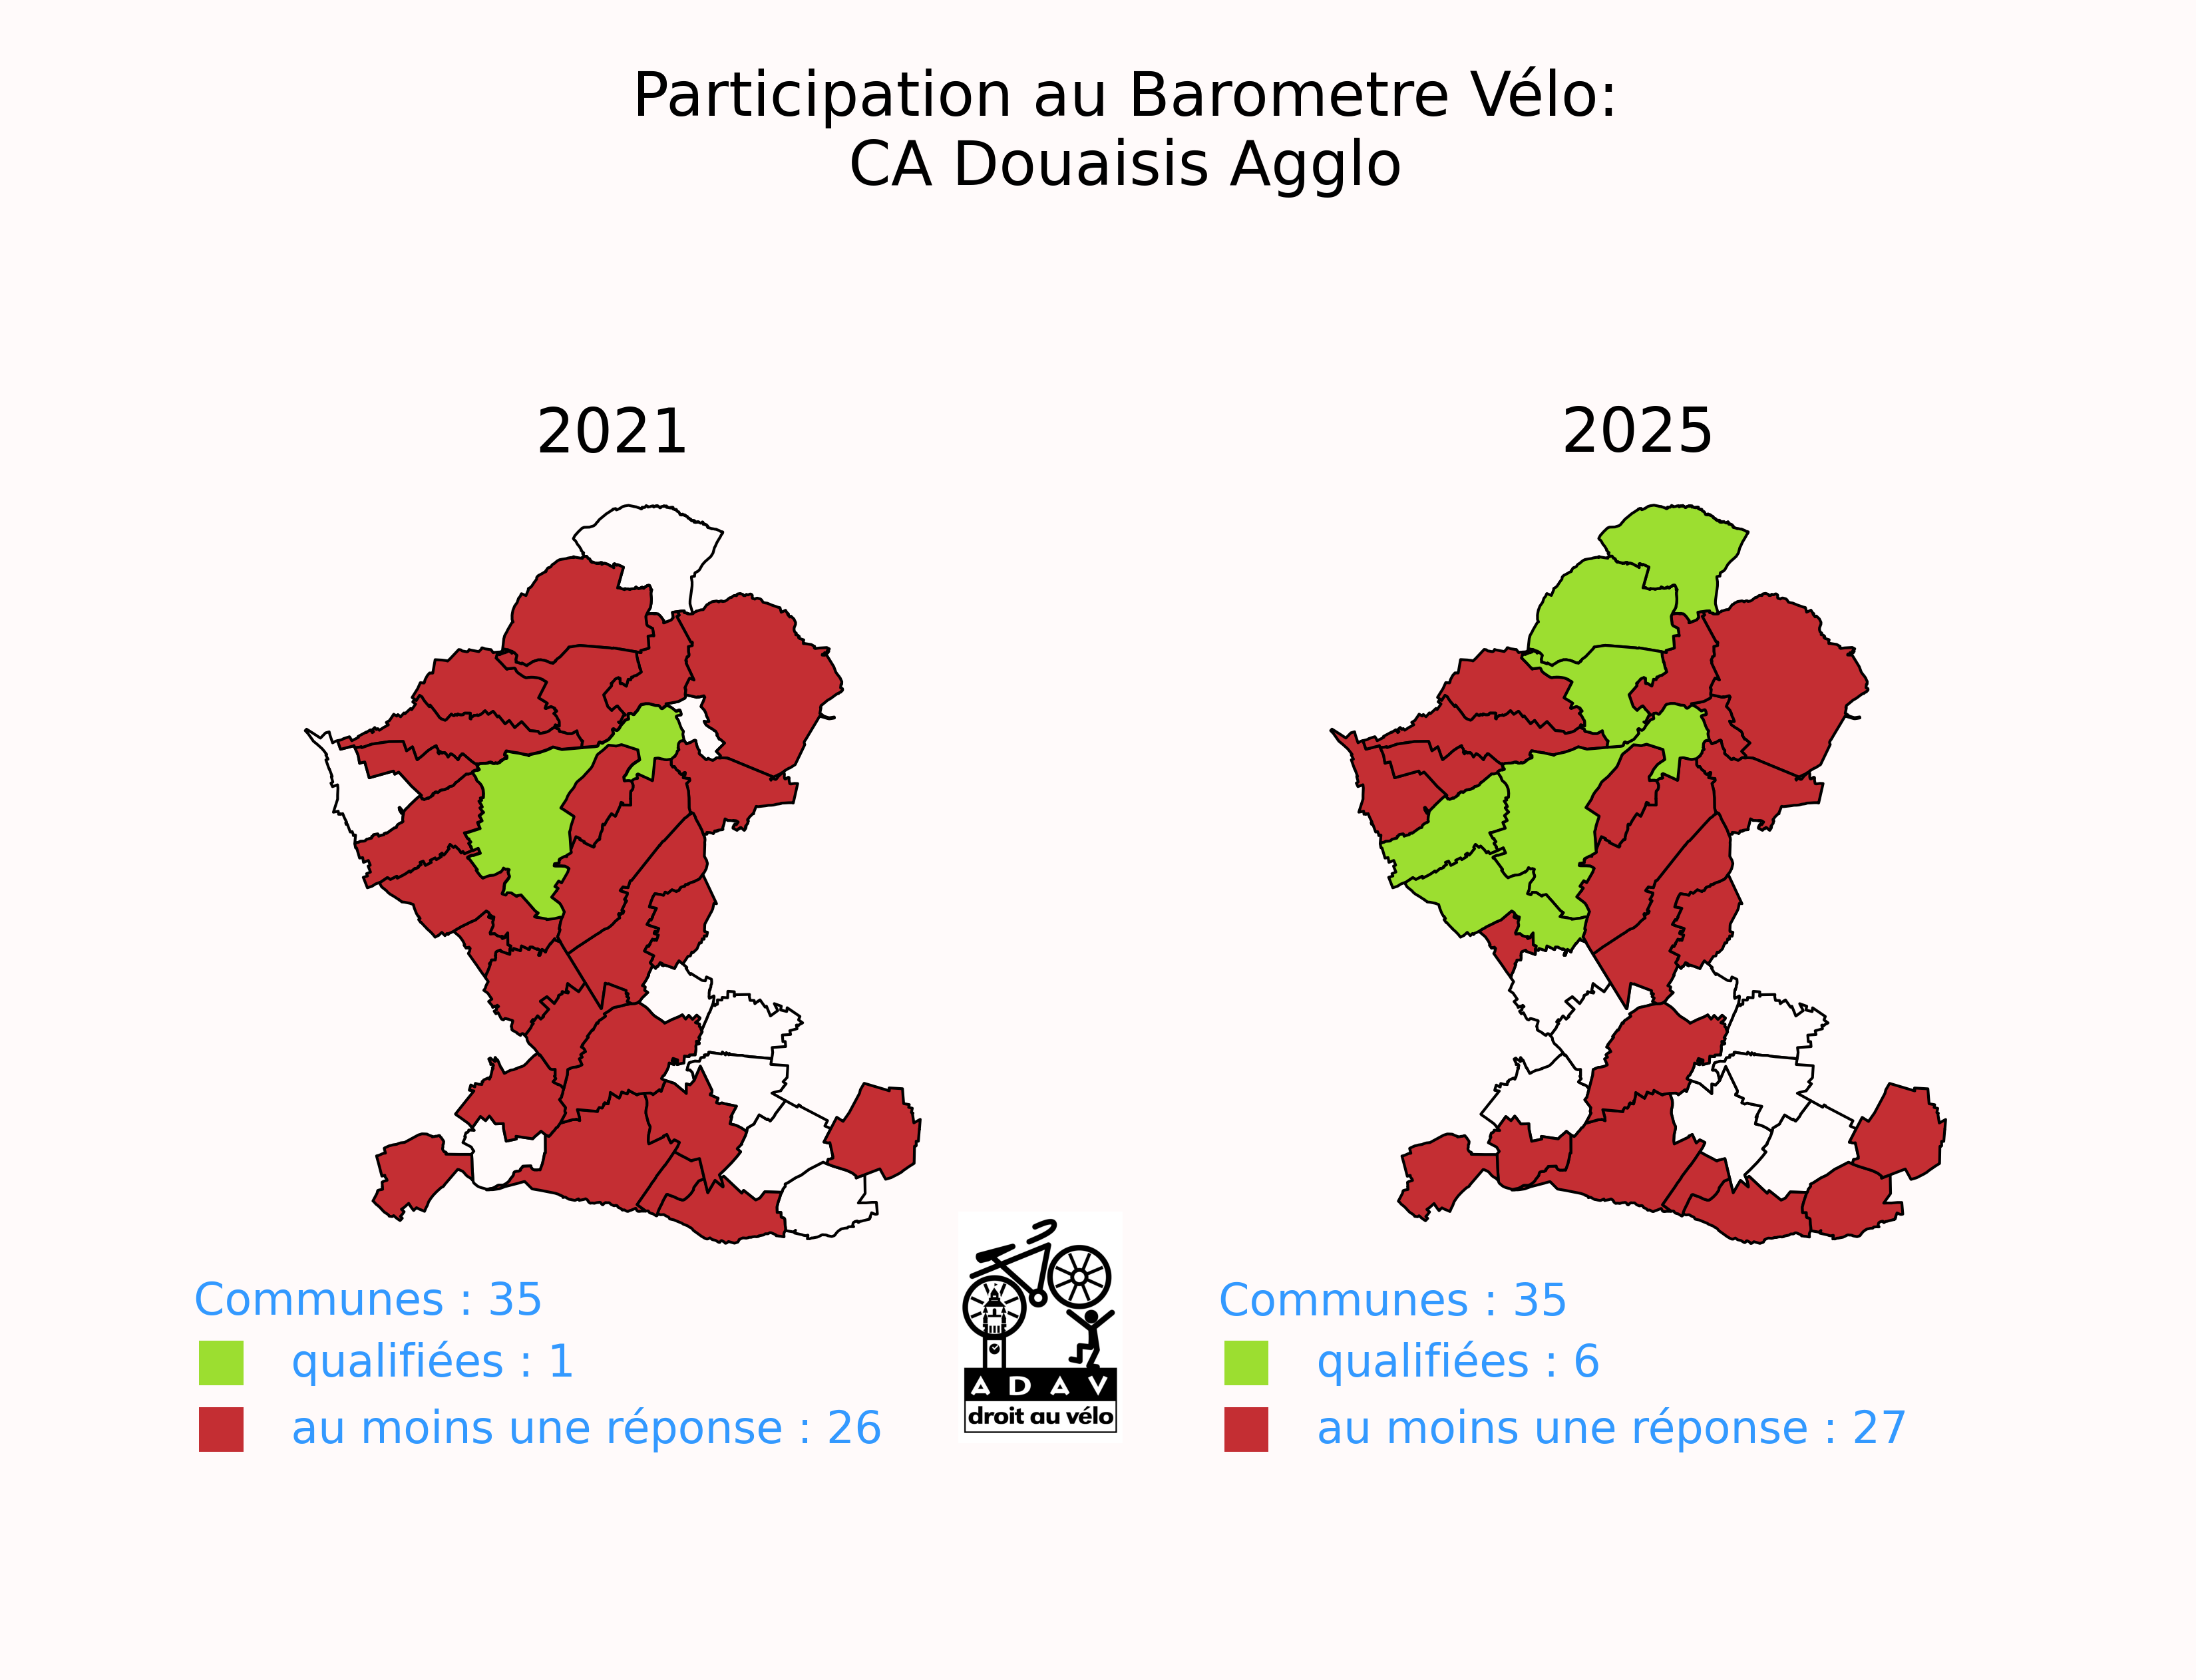 Participation au Barometre Vélo:
CA Douaisis Agglo
2021
2025
Communes : 35
qualifiées : 1
au moins une réponse : 26
ADAV
droit au vélo
Communes : 35
qualifiées : 6
au moins une réponse : 27